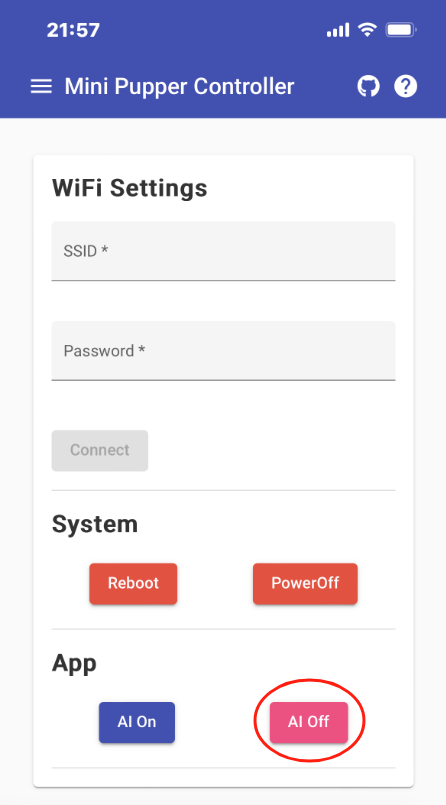 21:57
Mini Pupper Controller
?
WiFi Settings
SSID *
Password *
Connect
System
Reboot PowerOff
App
AI On AI Off